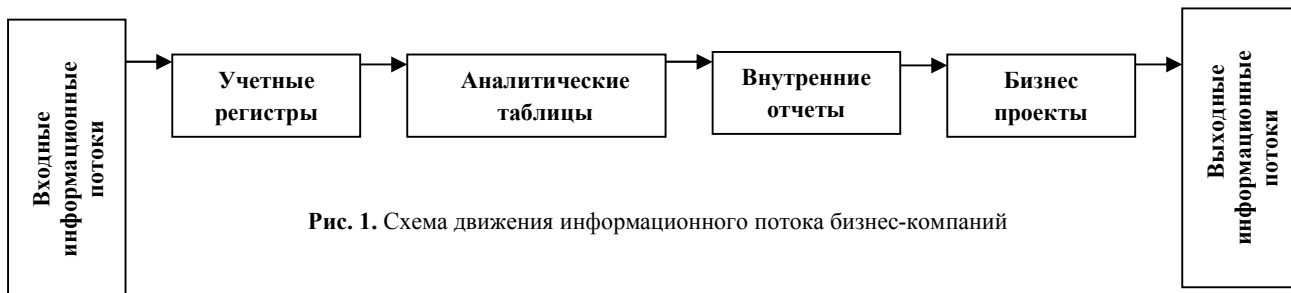 Входные
информационные
потоки
Учетные
регистры
Аналитические
таблицы
Внутренние
отчеты
Бизнес
проекты
Выходные
информационные
потоки
Рис. 1. Схема движения информационного потока бизнес-компаний